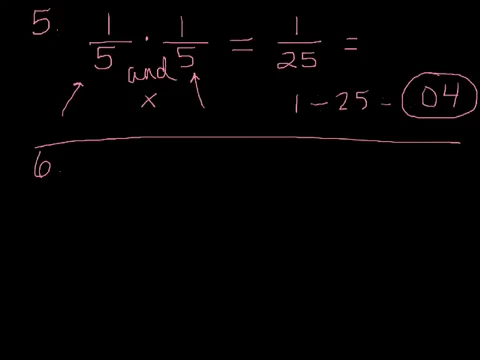 5. 1/5 · 1/5 = 1/25 =
and
x 1 – 25 – 04
6.